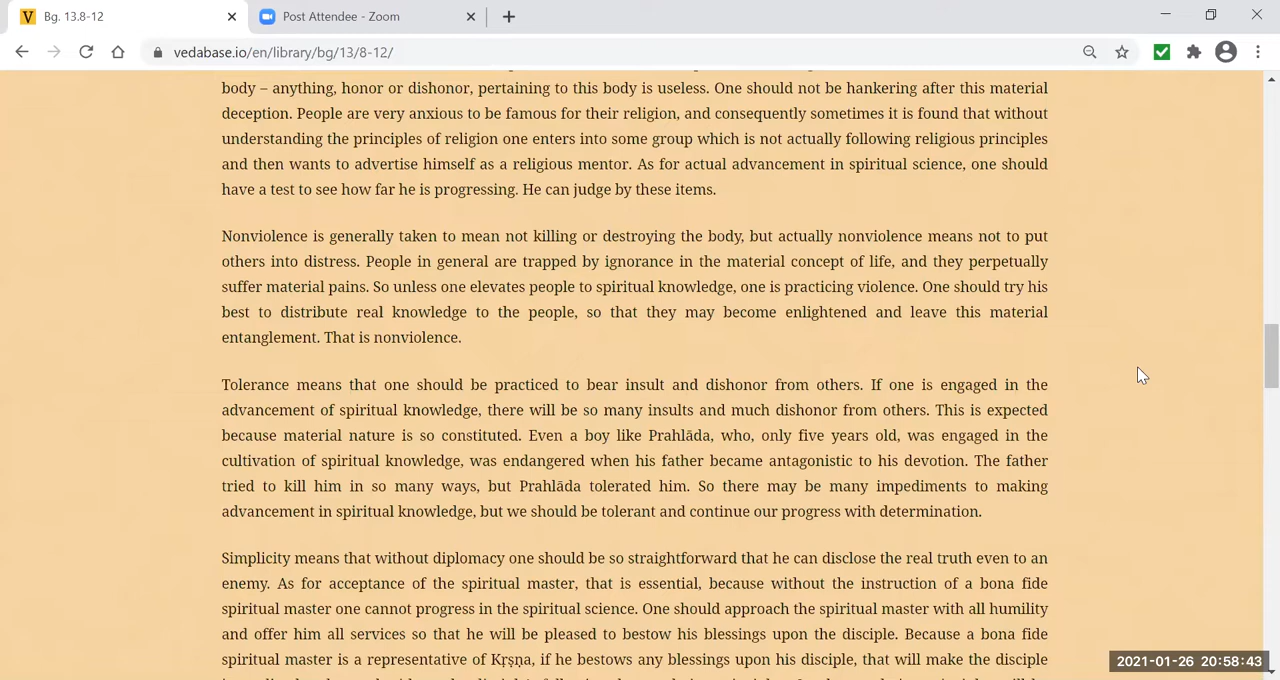 V Bg. 13.8-12
Post Attendee - Zoom
vedabase.io/en/library/bg/13/8-12/
body – anything, honor or dishonor, pertaining to this body is useless. One should not be hankering after this material
deception. People are very anxious to be famous for their religion, and consequently sometimes it is found that without
understanding the principles of religion one enters into some group which is not actually following religious principles
and then wants to advertise himself as a religious mentor. As for actual advancement in spiritual science, one should
have a test to see how far he is progressing. He can judge by these items.
Nonviolence is generally taken to mean not killing or destroying the body, but actually nonviolence means not to put
others into distress. People in general are trapped by ignorance in the material concept of life, and they perpetually
suffer material pains. So unless one elevates people to spiritual knowledge, one is practicing violence. One should try his
best to distribute real knowledge to the people, so that they may become enlightened and leave this material
entanglement. That is nonviolence.
Tolerance means that one should be practiced to bear insult and dishonor from others. If one is engaged in the
advancement of spiritual knowledge, there will be so many insults and much dishonor from others. This is expected
because material nature is so constituted. Even a boy like Prahlāda, who, only five years old, was engaged in the
cultivation of spiritual knowledge, was endangered when his father became antagonistic to his devotion. The father
tried to kill him in so many ways, but Prahlāda tolerated him. So there may be many impediments to making
advancement in spiritual knowledge, but we should be tolerant and continue our progress with determination.
Simplicity means that without diplomacy one should be so straightforward that he can disclose the real truth even to an
enemy. As for acceptance of the spiritual master, that is essential, because without the instruction of a bona fide
spiritual master one cannot progress in the spiritual science. One should approach the spiritual master with all humility
and offer him all services so that he will be pleased to bestow his blessings upon the disciple. Because a bona fide
spiritual master is a representative of Kṛṣṇa, if he bestows any blessings upon his disciple, that will make the disciple
2021-01-26 20:58:43